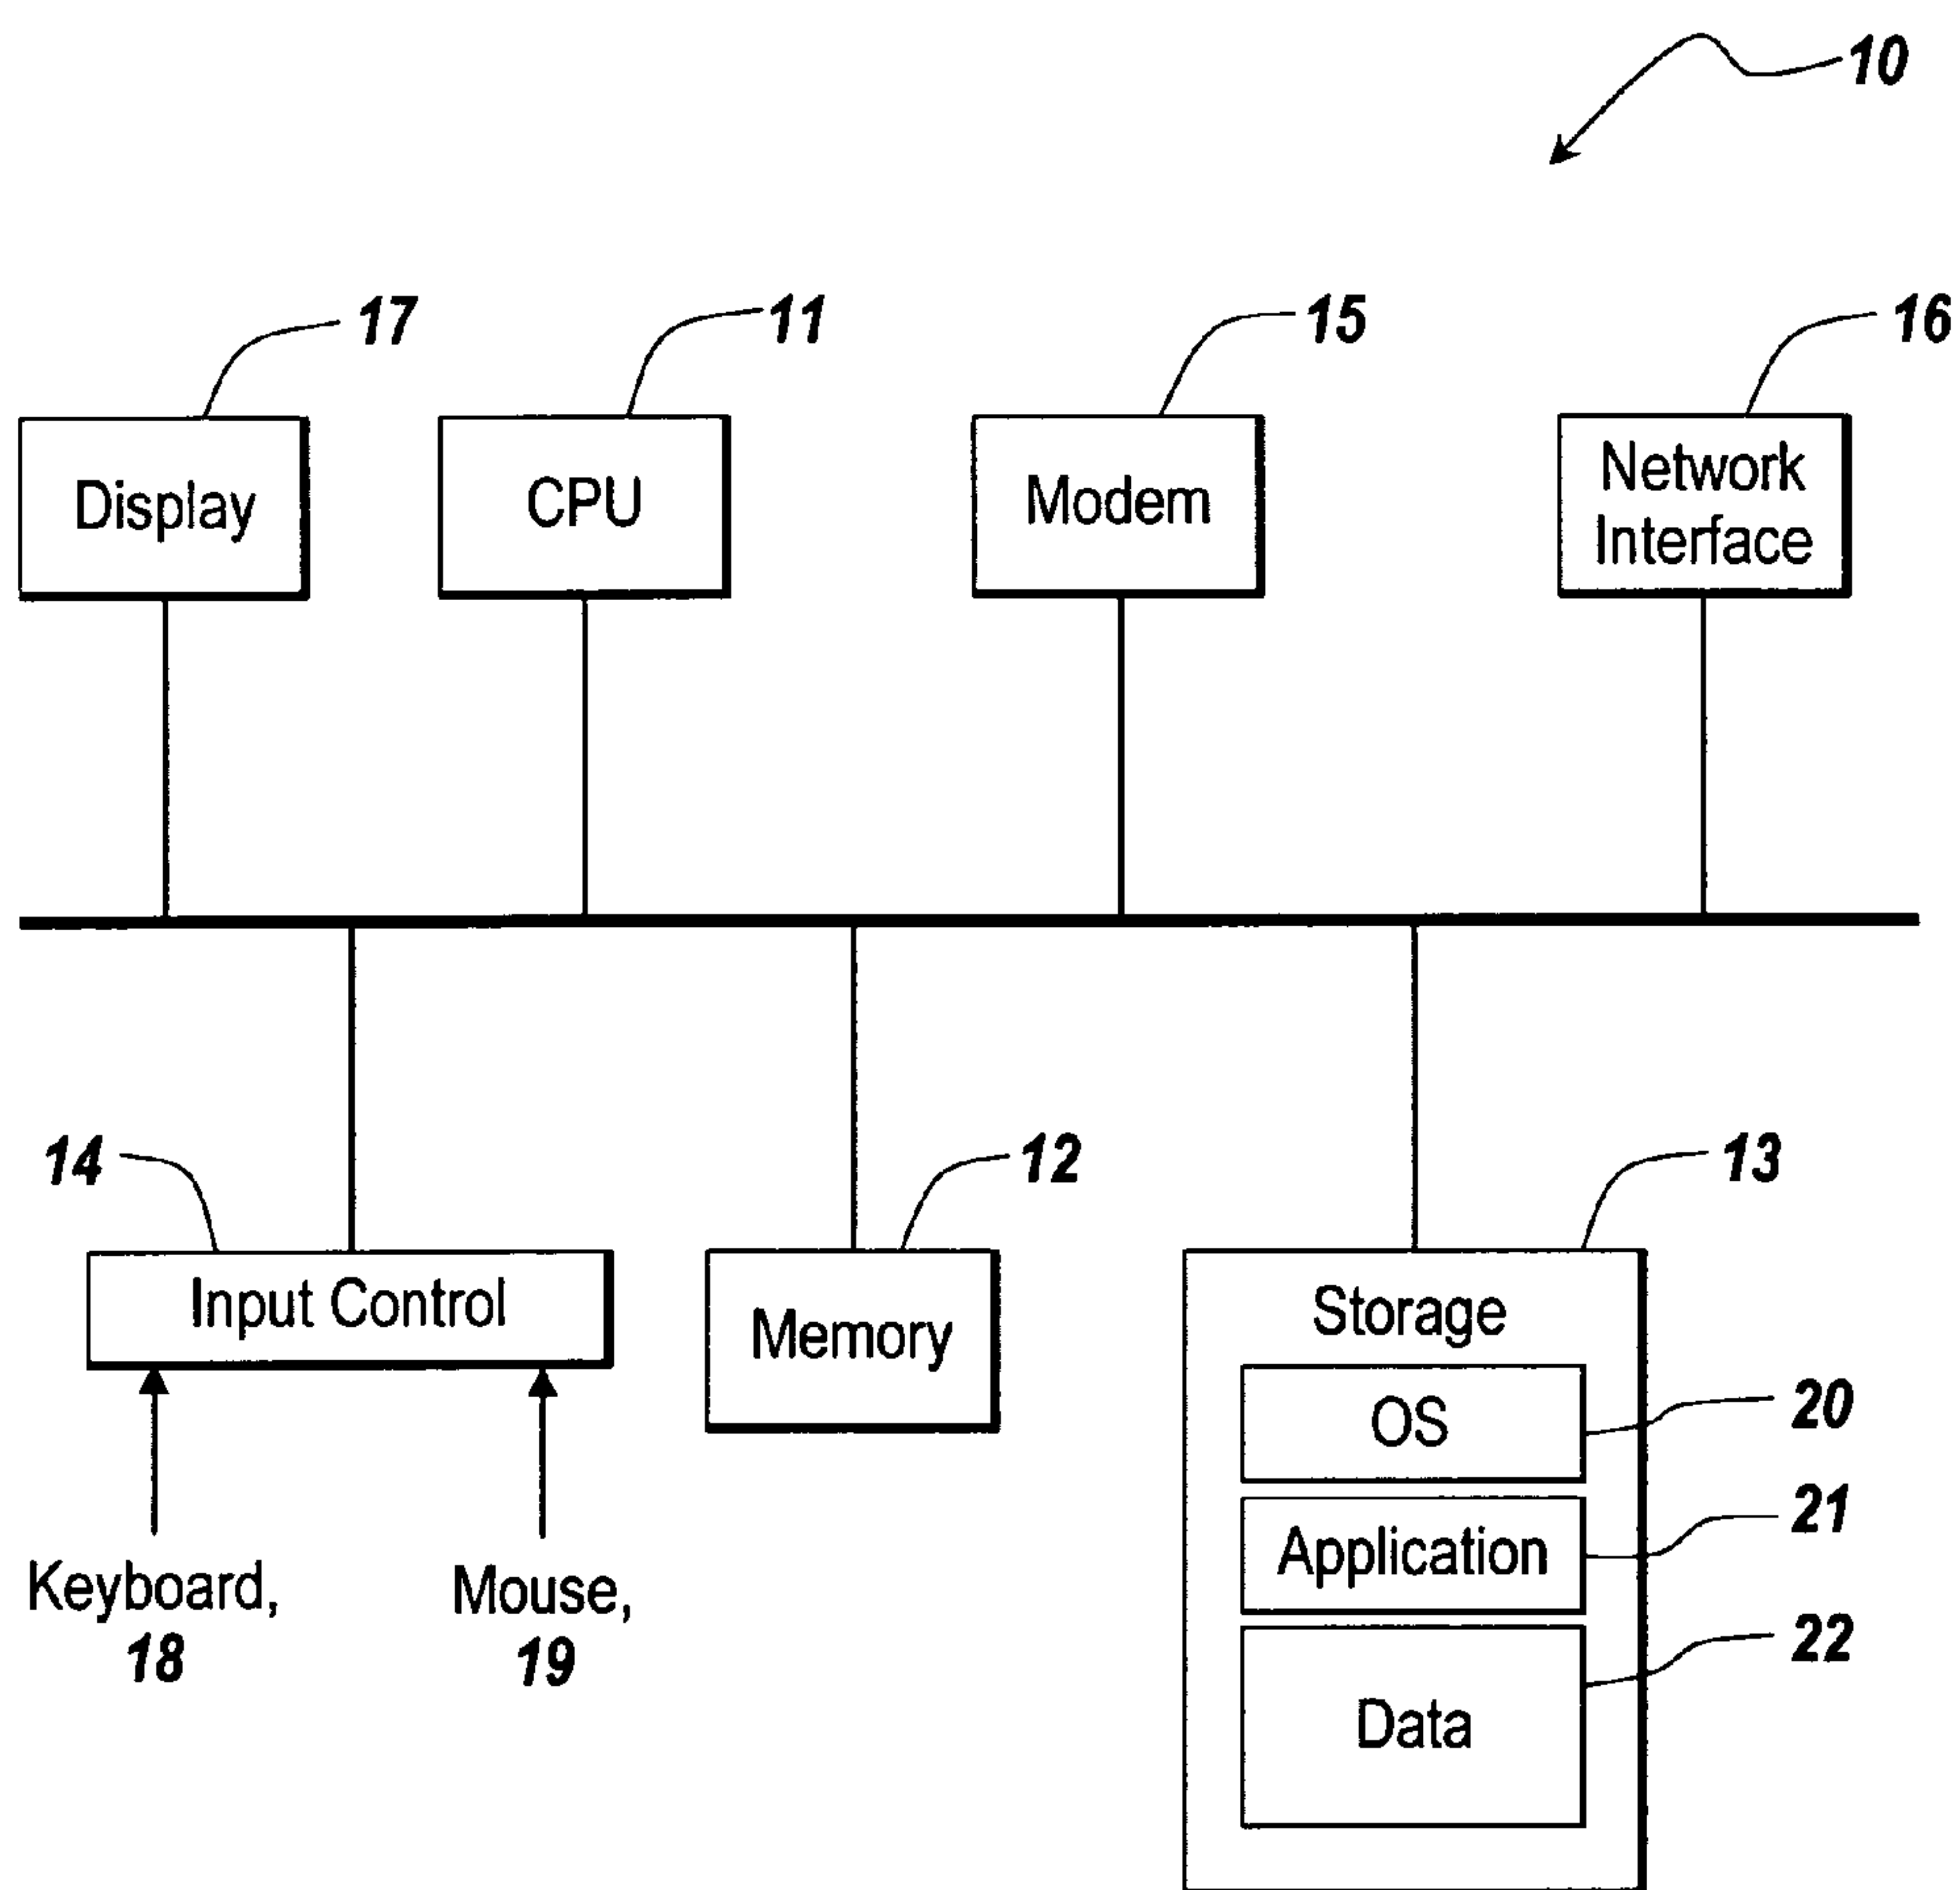 10
17
11
15
16
Display
CPU
Modem
Network
Interface
14
12
13
Input Control
Memory
Storage
OS
20
Application
21
Keyboard,
18
Mouse,
19
Data
22